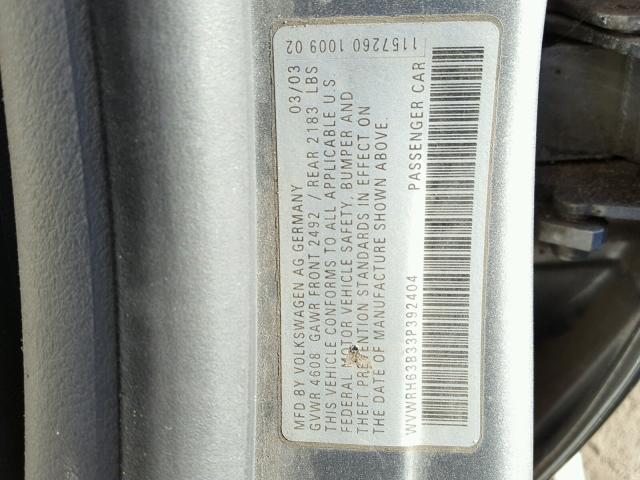 MFD BY VOLKSWAGEN AG GERMANY 03/03
GVWR 4608 GAWR FRONT 2492 / REAR 2183 LBS
THIS VEHICLE CONFORMS TO ALL APPLICABLE U.S.
FEDERAL MOTOR VEHICLE SAFETY, BUMPER AND
THEFT PREVENTION STANDARDS IN EFFECT ON
THE DATE OF MANUFACTURE SHOWN ABOVE.
WVWRH63B33P392404 PASSENGER CAR
1157260 1009 02